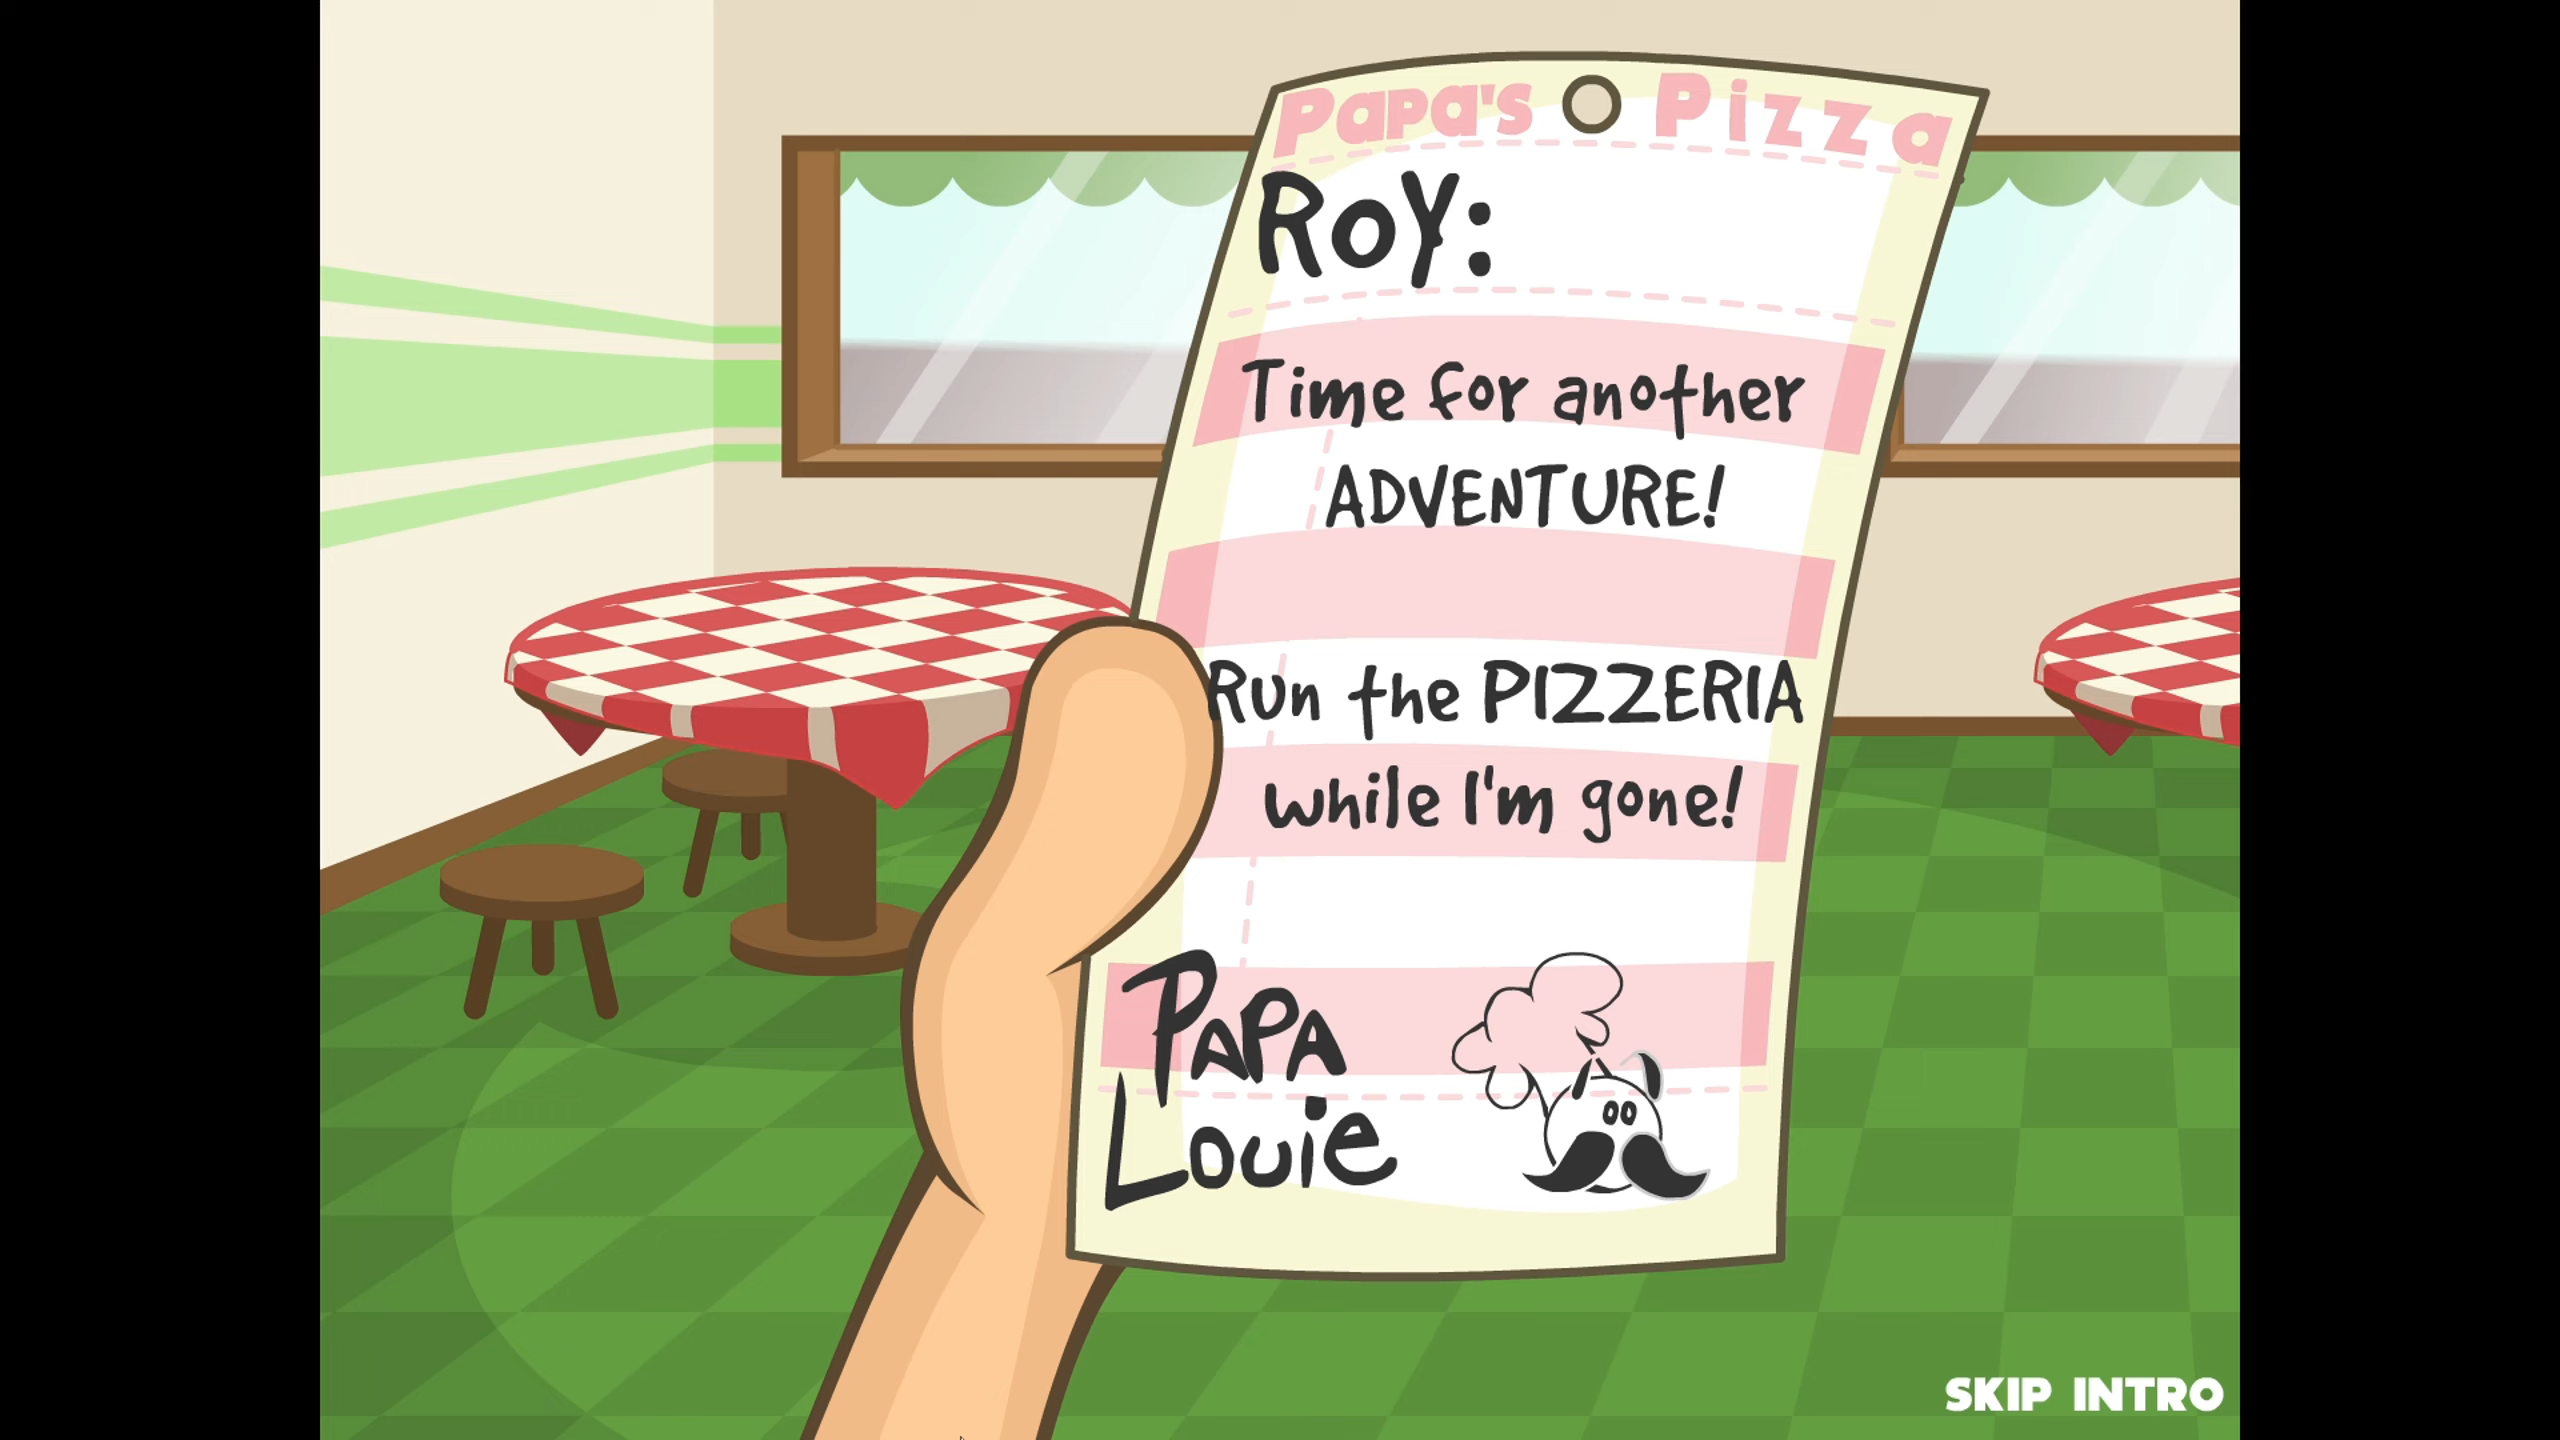 Papa's Pizza
RoY:
Time for another
ADVENTURE!
Run the PIZZERIA
while I'm gone!
PAPA
Louie
SKIP INTRO